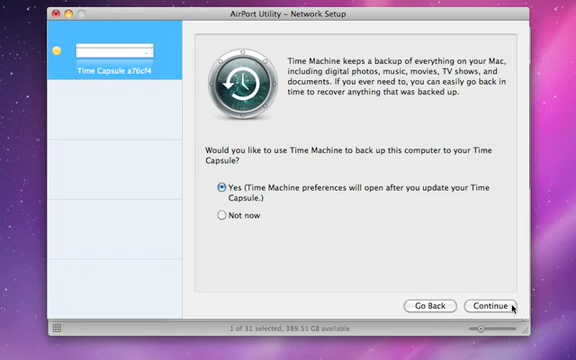 AirPort Utility – Network Setup
Time Capsule a76cf4
Time Machine keeps a backup of everything on your Mac,
including digital photos, music, movies, TV shows, and
documents. If you ever need to, you can easily go back in
time to recover anything that was backed up.
Would you like to use Time Machine to back up this computer to your Time
Capsule?
Yes (Time Machine preferences will open after you update your Time
Capsule.)
Not now
Go Back
Continue
1 of 31 selected, 389.51 GB available